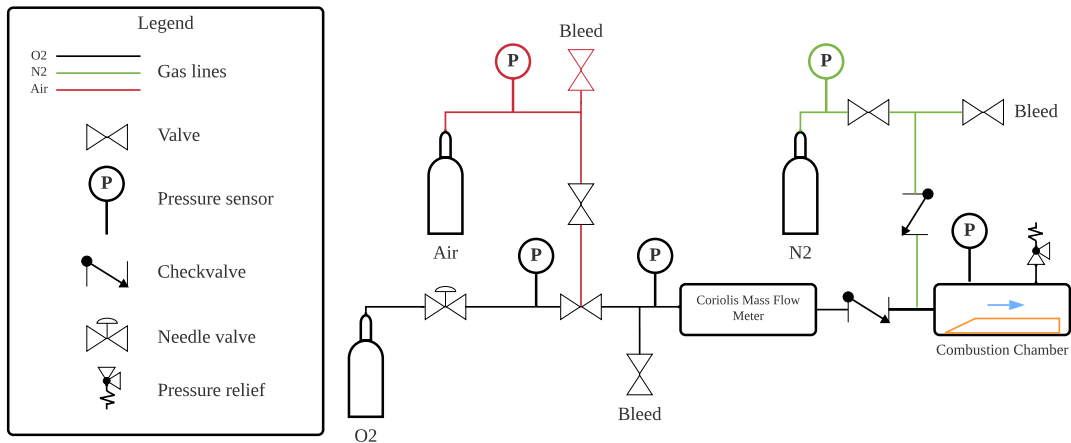 Legend
O2
N2
Air
Gas lines
Valve
P
Pressure sensor
Checkvalve
Needle valve
Pressure relief
Bleed
P
P
Bleed
Air
N2
P
P
P
Coriolis Mass Flow
Meter
Combustion Chamber
Bleed
O2